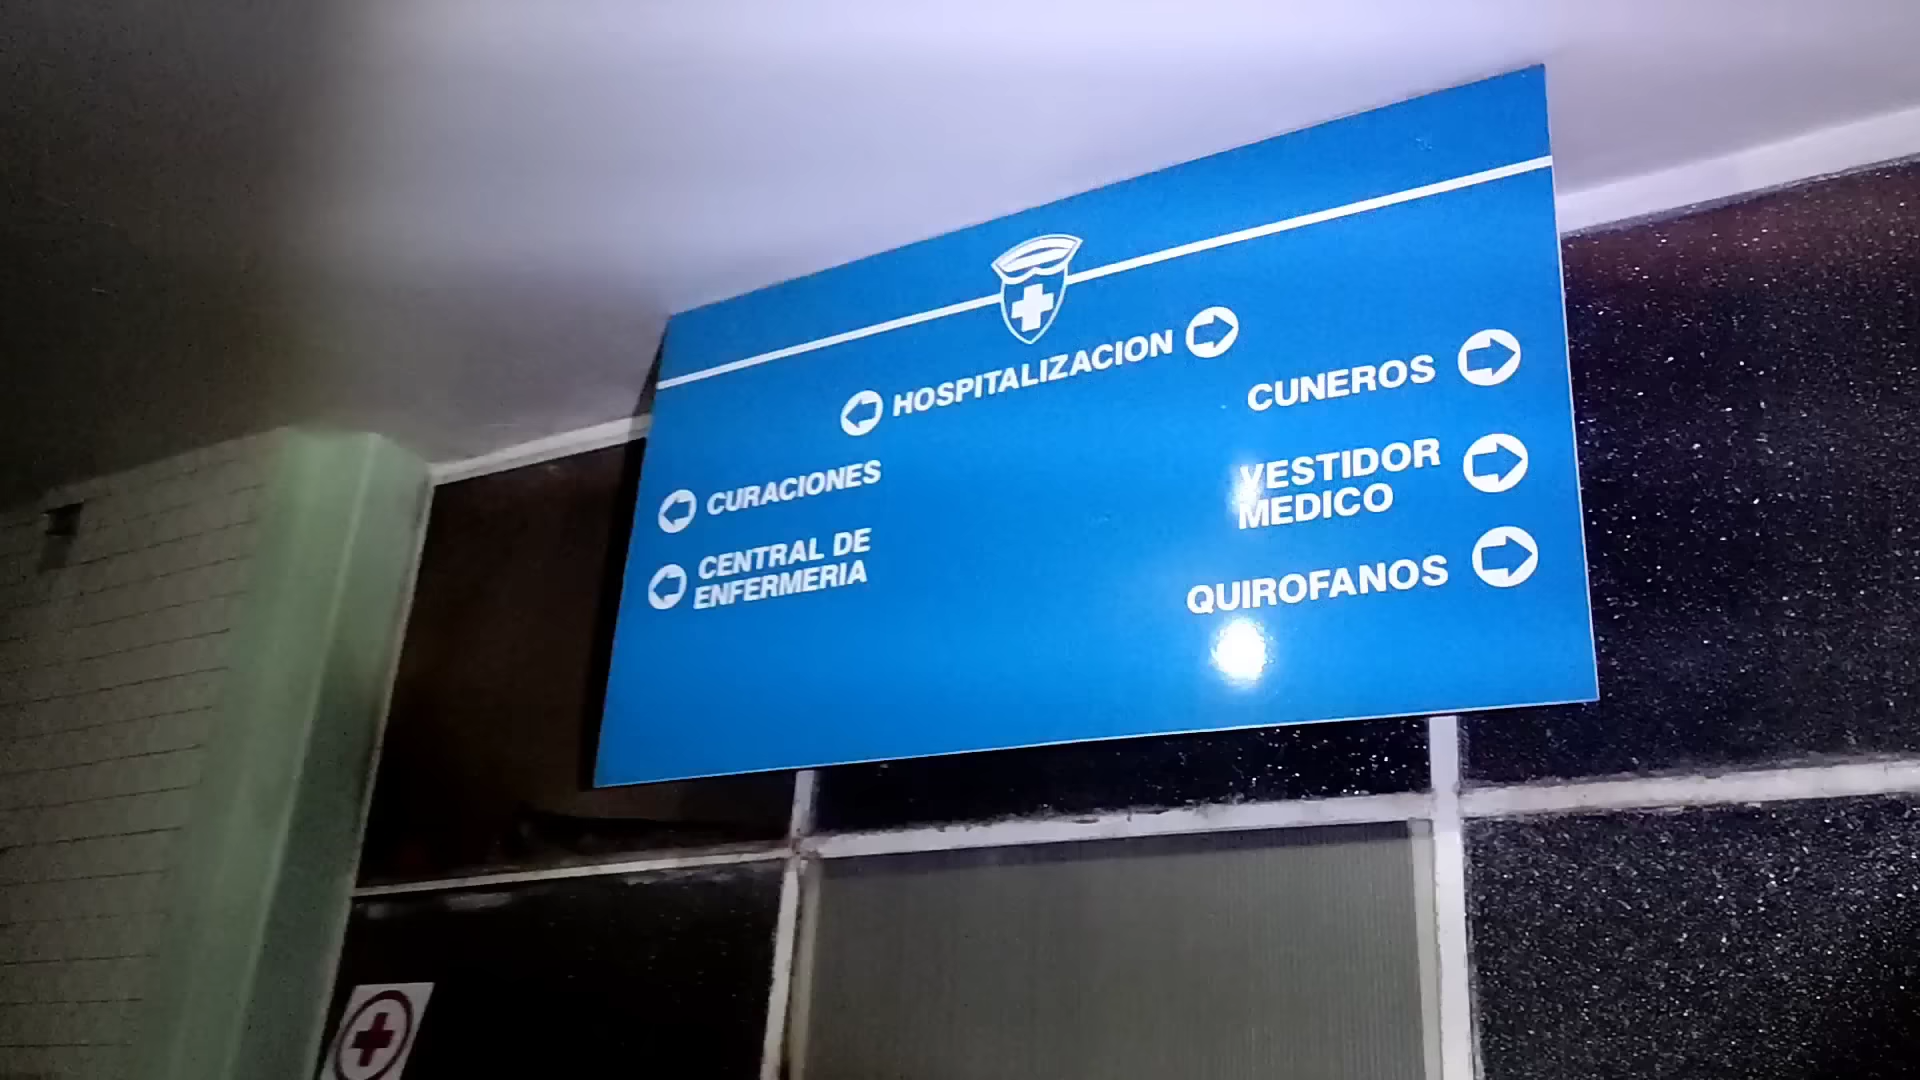 HOSPITALIZACION
CURACIONES
CENTRAL DE
ENFERMERIA
CUNEROS
VESTIDOR
MEDICO
QUIROFANOS